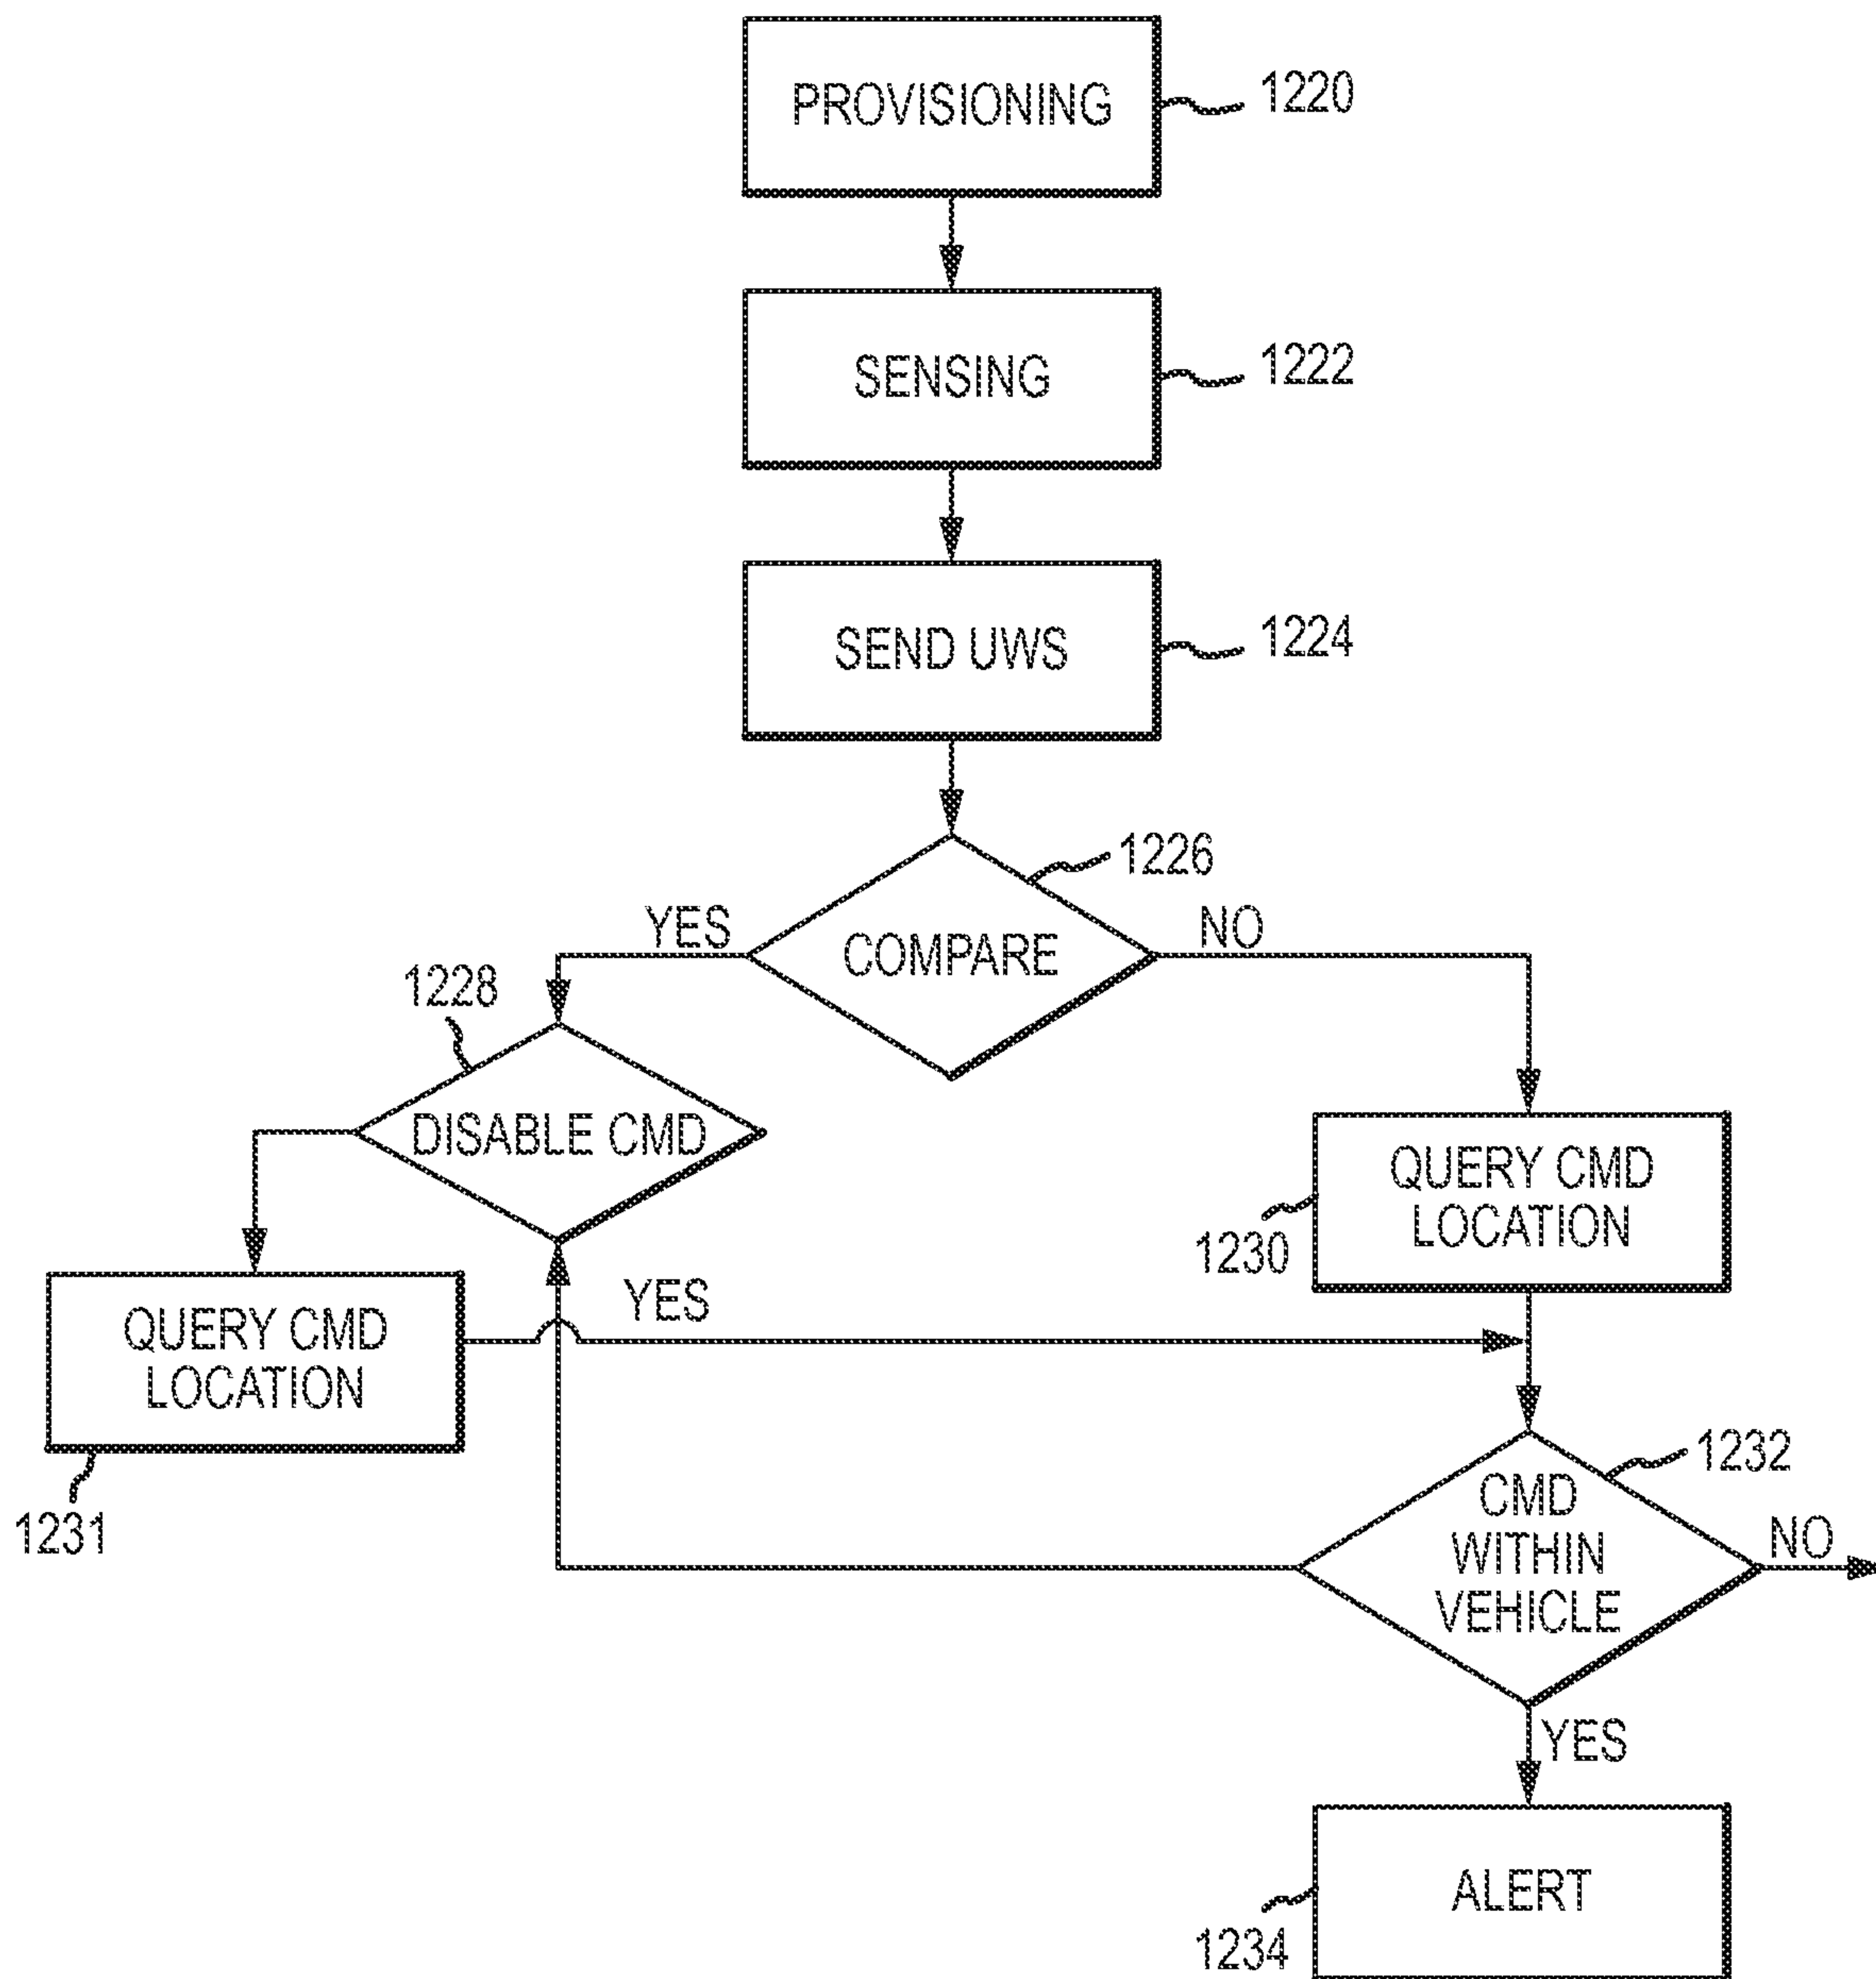 PROVISIONING
1220
SENSING
1222
SEND UWS
1224
1226
YES
COMPARE
NO
1228
DISABLE CMD
QUERY CMD
LOCATION
1230
YES
QUERY CMD
LOCATION
1231
1232
CMD
WITHIN
VEHICLE
NO
YES
ALERT
1234